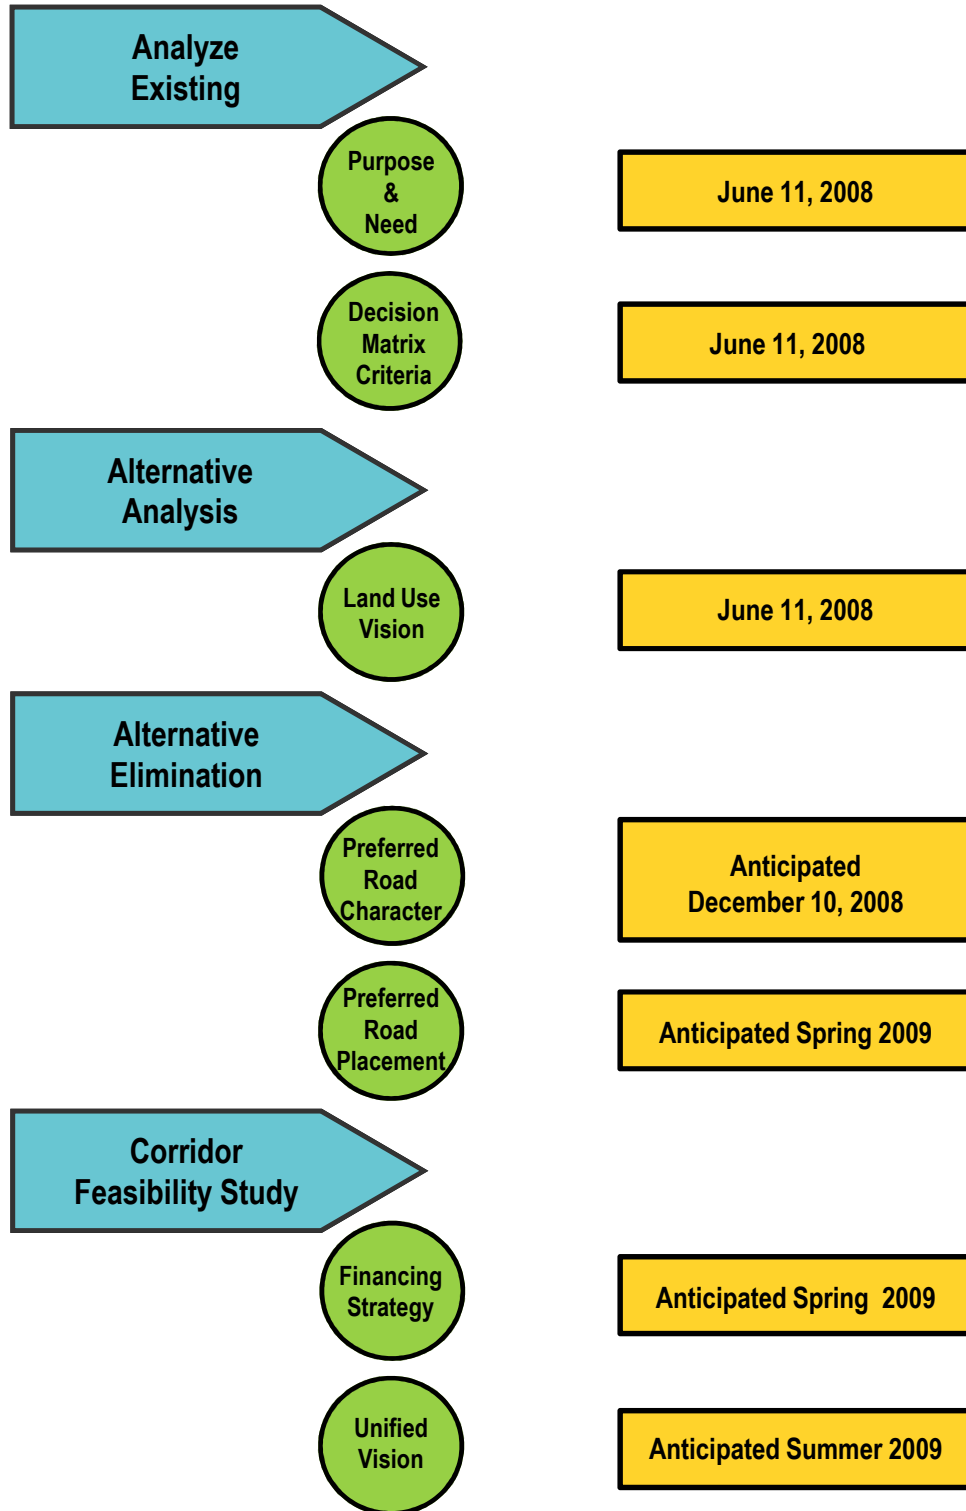 Analyze
Existing
Purpose
&
Need
June 11, 2008
Decision
Matrix
Criteria
June 11, 2008
Alternative
Analysis
Land Use
Vision
June 11, 2008
Alternative
Elimination
Preferred
Road
Character
Anticipated
December 10, 2008
Preferred
Road
Placement
Anticipated Spring 2009
Corridor
Feasibility Study
Financing
Strategy
Anticipated Spring  2009
Unified
Vision
Anticipated Summer 2009